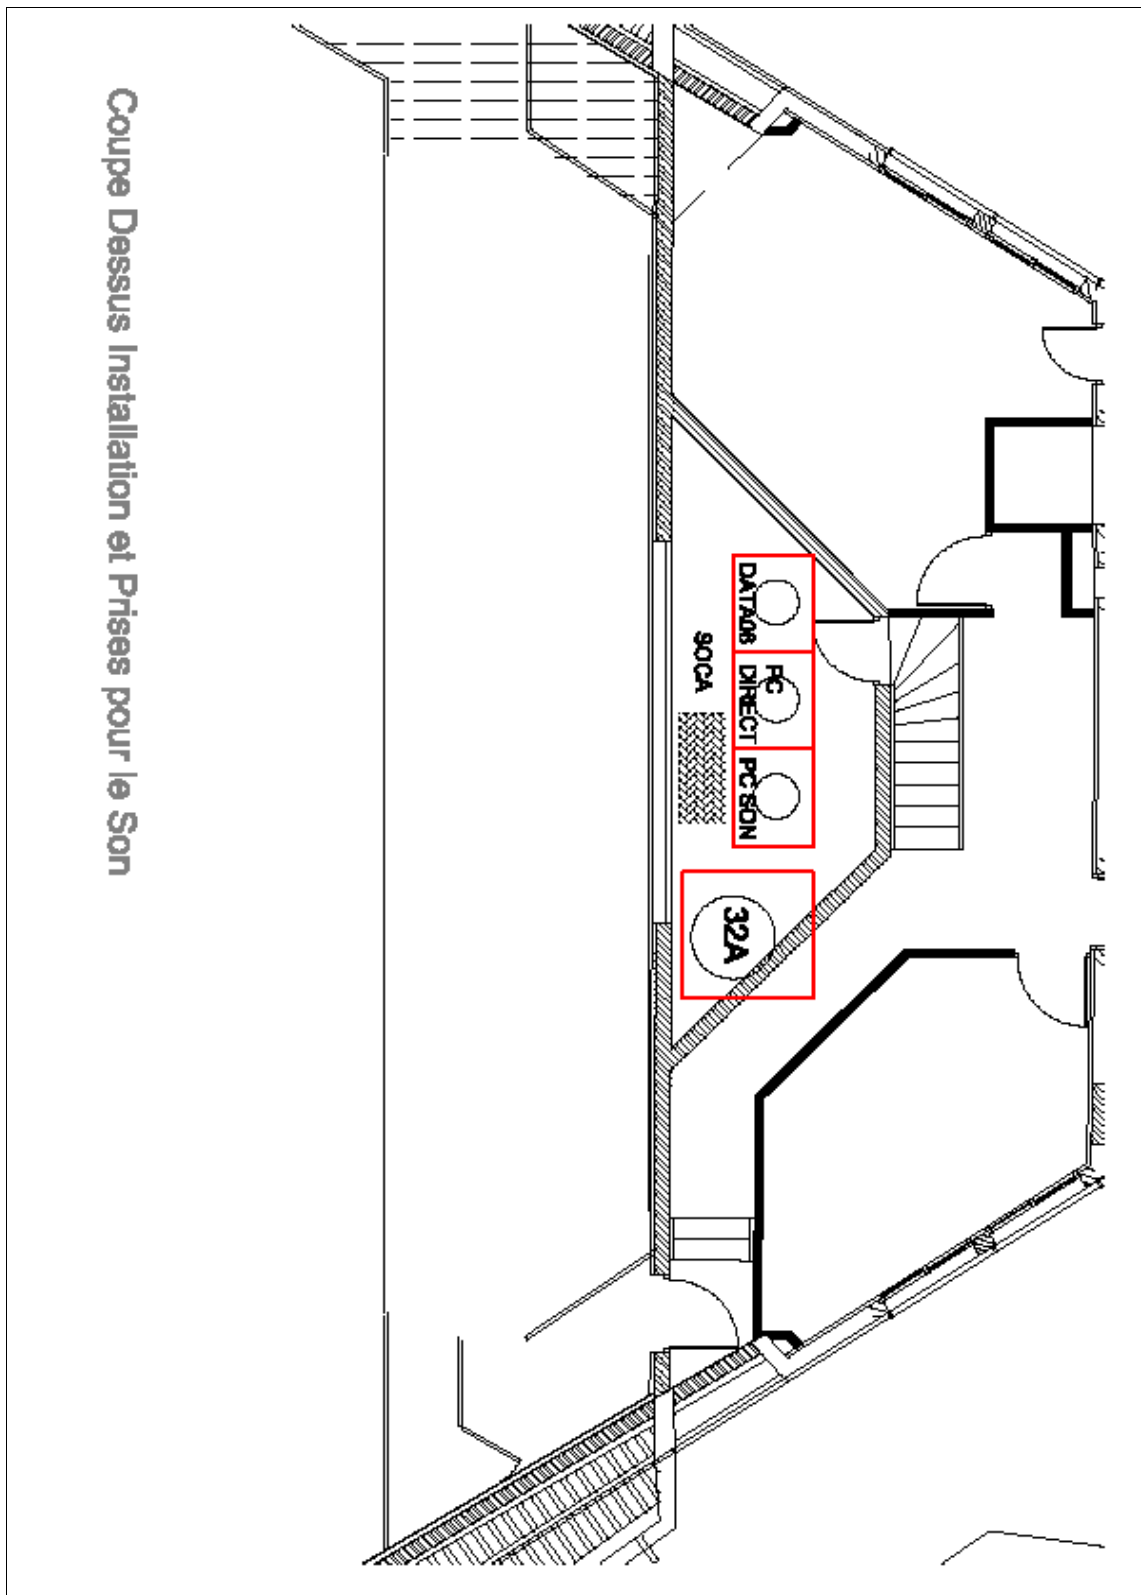 Coupe Dessus Installation et Prises pour le Son
SOCA
DATA06
PC
DIRECT
PC SON
32A